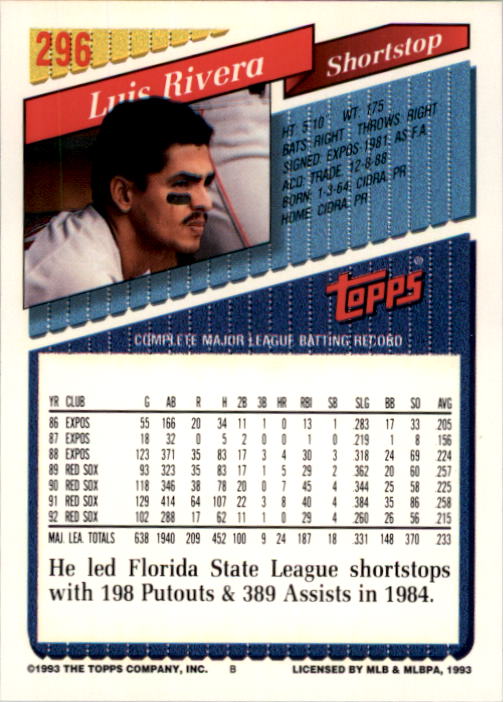 296
Luis Rivera
Shortstop
HT: 5'10" WT: 175
BATS: RIGHT THROWS: RIGHT
SIGNED: EXPOS-1981, AS F.A.
ACQ: TRADE, 12-8-88
BORN: 1-3-64, CIDRA, PR
HOME: CIDRA, PR
TOPPS
COMPLETE MAJOR LEAGUE BATTING RECORD
YR CLUB G AB R H 2B 3B HR RBI SB SLG BB SO AVG
86 EXPOS 55 166 20 34 11 1 0 13 1 .283 17 33 .205
87 EXPOS 18 32 0 5 2 0 0 1 0 .219 1 8 .156
88 EXPOS 123 371 35 83 17 3 4 30 3 .318 24 69 .224
89 RED SOX 93 323 35 83 17 1 5 29 2 .362 20 60 .257
90 RED SOX 118 346 38 78 20 0 7 45 4 .344 25 58 .225
91 RED SOX 129 414 64 107 22 3 8 40 4 .384 35 86 .258
92 RED SOX 102 288 17 62 11 1 0 29 4 .260 26 56 .215
MAJ. LEA. TOTALS 638 1940 209 452 100 9 24 187 18 .331 148 370 .233
He led Florida State League shortstops
with 198 Putouts & 389 Assists in 1984.
©1993 THE TOPPS COMPANY, INC. B LICENSED BY MLB & MLBPA, 1993